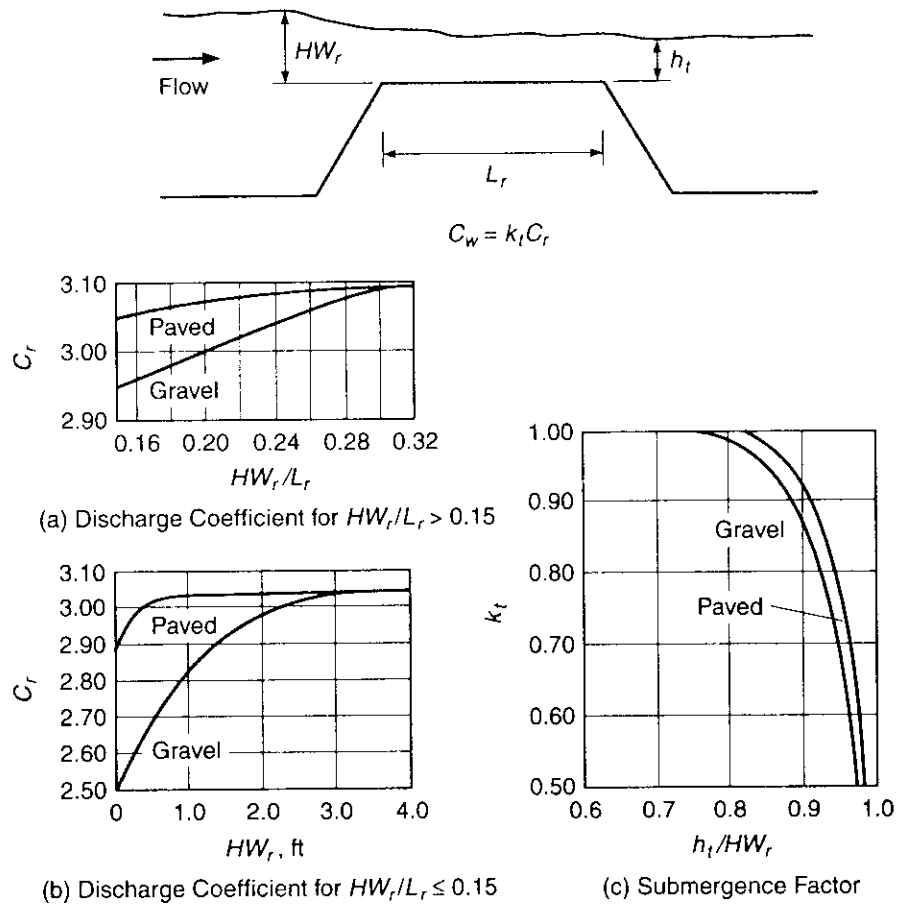 HW_r
h_t
Flow
L_r
C_w = k_t C_r
3.10
3.00
2.90
C_r
Paved
Gravel
0.16 0.20 0.24 0.28 0.32
HW_r/L_r
(a) Discharge Coefficient for HW_r/L_r > 0.15
3.10
3.00
2.90
2.80
2.70
2.60
2.50
C_r
Paved
Gravel
0 1.0 2.0 3.0 4.0
HW_r, ft
(b) Discharge Coefficient for HW_r/L_r ≤ 0.15
1.00
0.90
0.80
0.70
0.60
0.50
k_t
Gravel
Paved
0.6 0.7 0.8 0.9 1.0
h_t/HW_r
(c) Submergence Factor